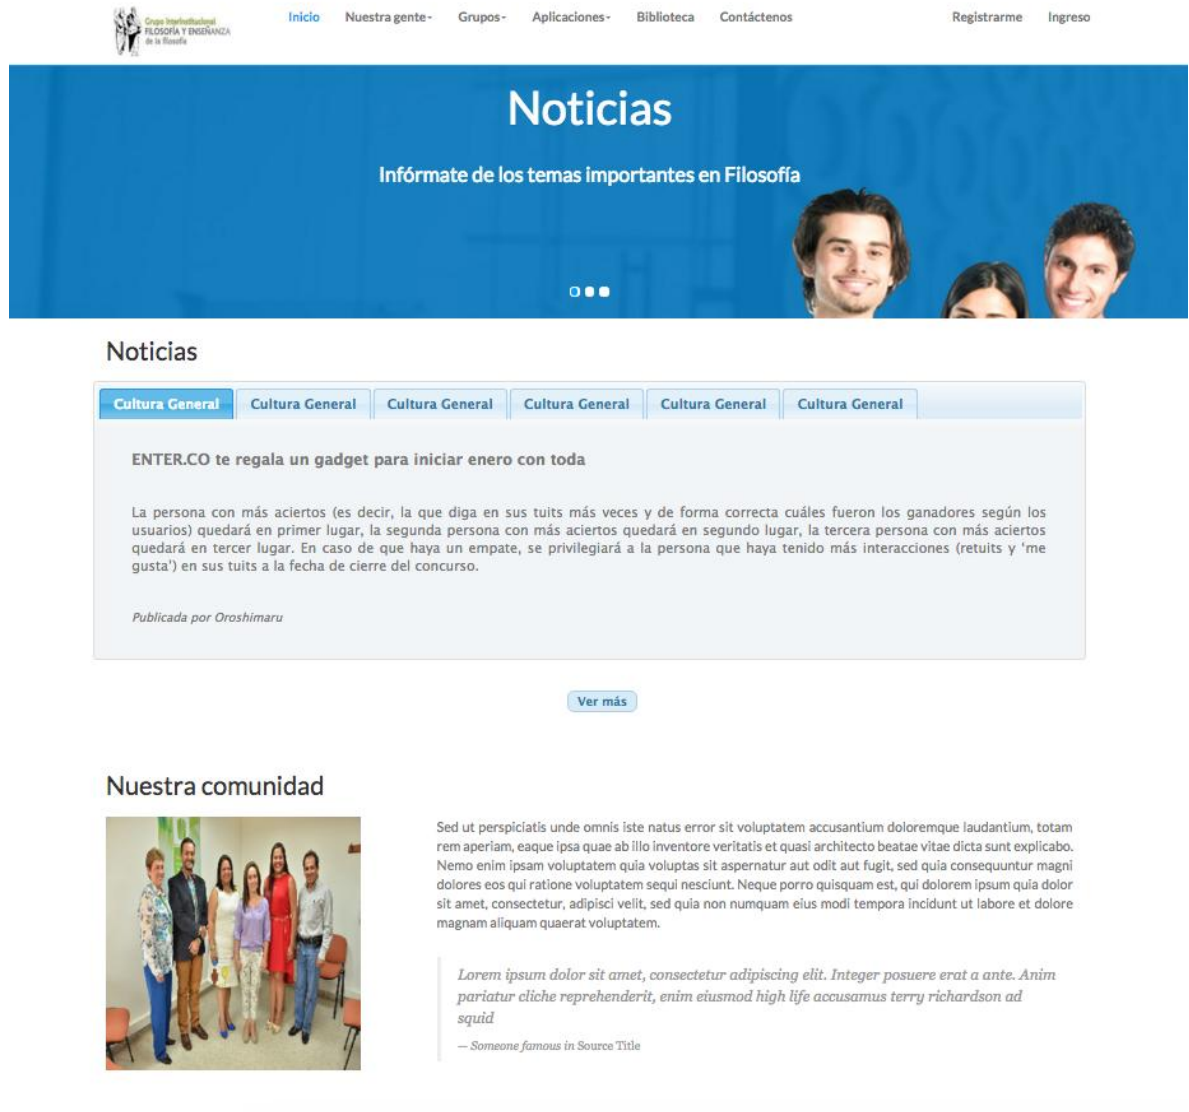 Grupo Interinstitucional
FILOSOFÍA Y ENSEÑANZA
de la filosofía
Inicio Nuestra gente Grupos Aplicaciones Biblioteca Contáctenos Registrarme Ingreso
Noticias
Infórmate de los temas importantes en Filosofía
Noticias
Cultura General Cultura General Cultura General Cultura General Cultura General Cultura General
ENTER.CO te regala un gadget para iniciar enero con toda
La persona con más aciertos (es decir, la que diga en sus tuits más veces y de forma correcta cuáles fueron los ganadores según los
usuarios) quedará en primer lugar, la segunda persona con más aciertos quedará en segundo lugar, la tercera persona con más aciertos
quedará en tercer lugar. En caso de que haya un empate, se privilegiará a la persona que haya tenido más interacciones (retuits y 'me
gusta') en sus tuits a la fecha de cierre del concurso.
Publicada por Oroshimaru
Ver más
Nuestra comunidad
Sed ut perspiciatis unde omnis iste natus error sit voluptatem accusantium doloremque laudantium, totam
rem aperiam, eaque ipsa quae ab illo inventore veritatis et quasi architecto beatae vitae dicta sunt explicabo.
Nemo enim ipsam voluptatem quia voluptas sit aspernatur aut odit aut fugit, sed quia consequuntur magni
dolores eos qui ratione voluptatem sequi nesciunt. Neque porro quisquam est, qui dolorem ipsum quia dolor
sit amet, consectetur, adipisci velit, sed quia non numquam eius modi tempora incidunt ut labore et dolore
magnam aliquam quaerat voluptatem.
Lorem ipsum dolor sit amet, consectetur adipiscing elit. Integer posuere erat a ante. Anim
pariatur cliche reprehenderit, enim eiusmod high life accusamus terry richardson ad
squid
— Someone famous in Source Title